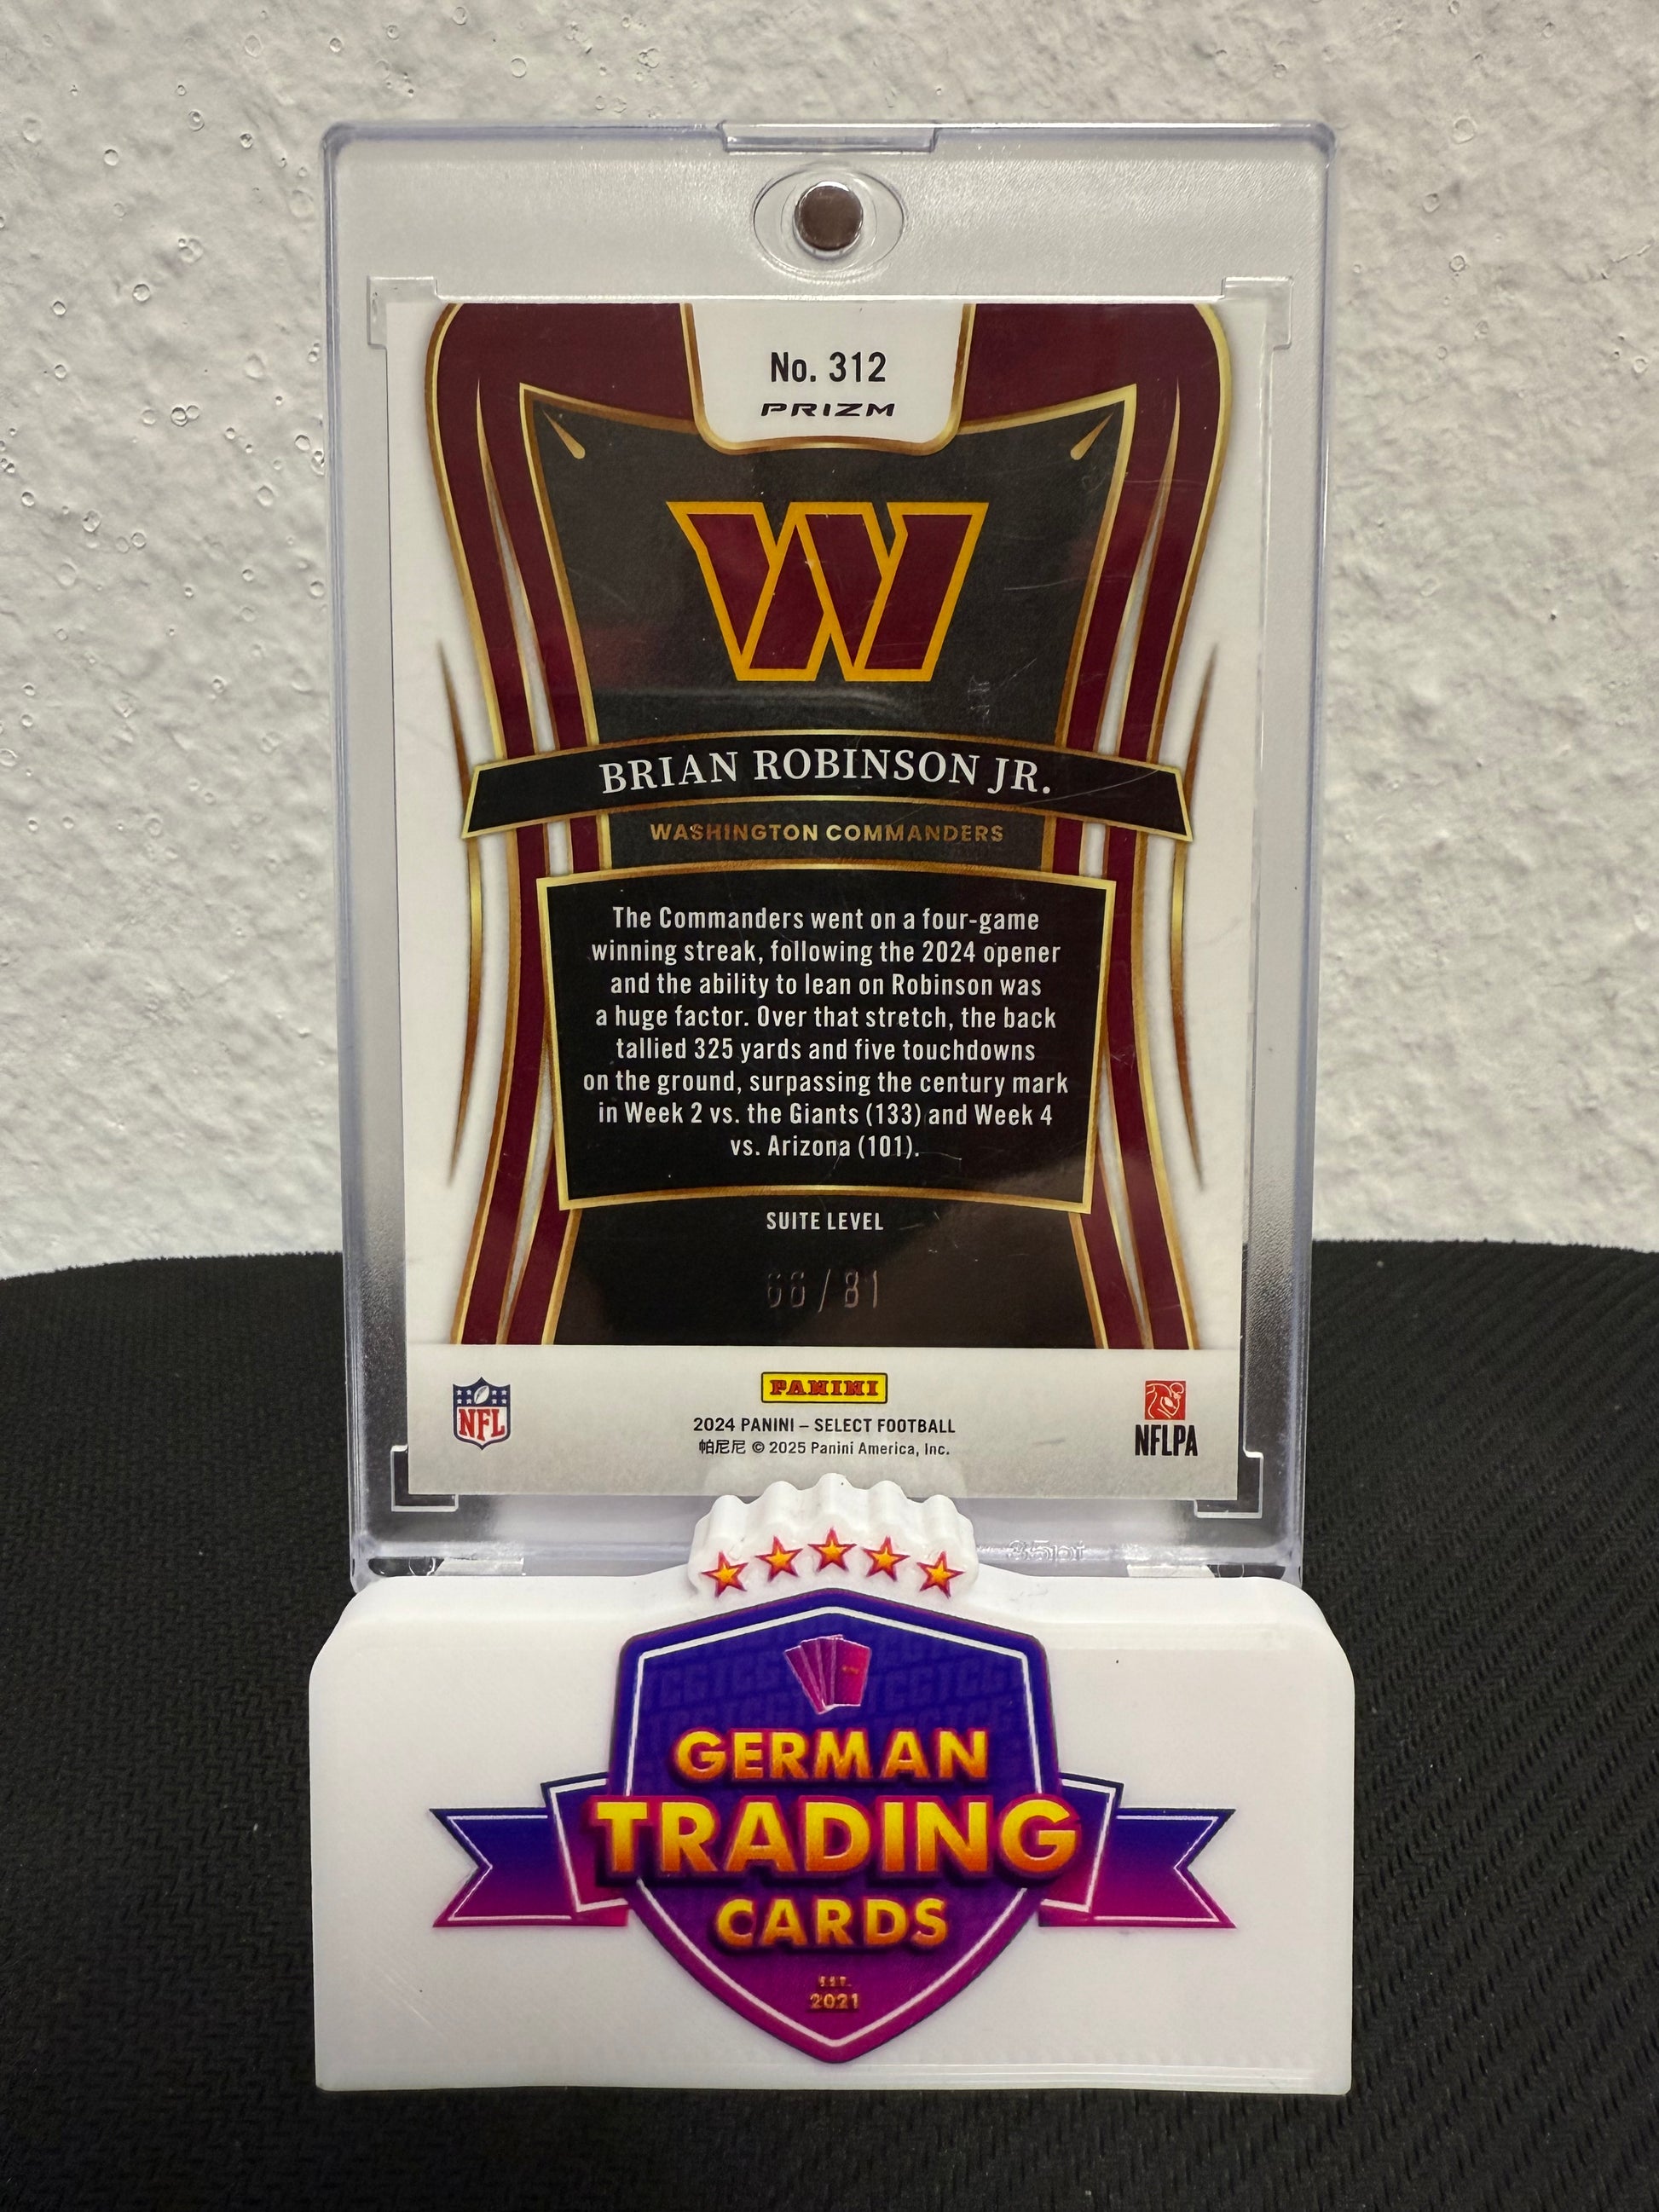 No. 312
PRIZM
W
BRIAN ROBINSON JR.
WASHINGTON COMMANDERS
The Commanders went on a four-game
winning streak, following the 2024 opener
and the ability to lean on Robinson was
a huge factor. Over that stretch, the back
tallied 325 yards and five touchdowns
on the ground, surpassing the century mark
in Week 2 vs. the Giants (133) and Week 4
vs. Arizona (101).
SUITE LEVEL
66/81
NFL
PANINI
NFLPA
2024 PANINI – SELECT FOOTBALL
帕尼尼 © 2025 Panini America, Inc.
35pt
GERMAN
TRADING
CARDS
EST.
2021